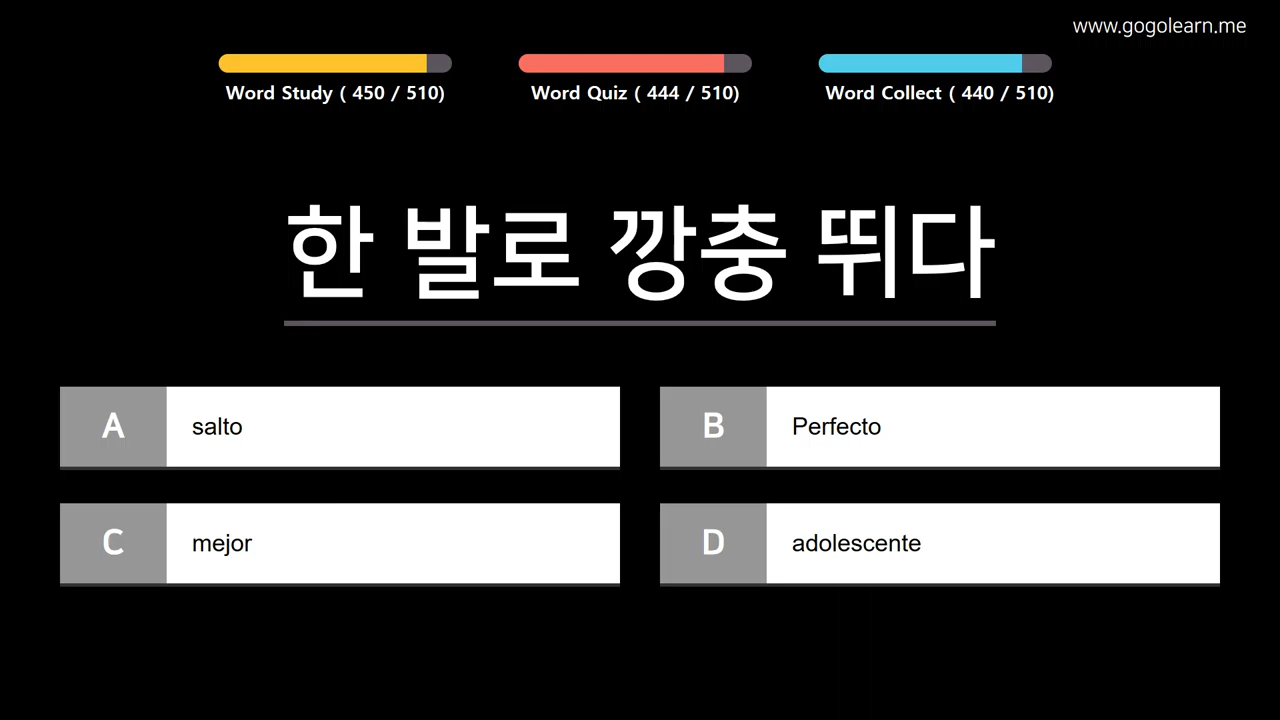 www.gogolearn.me
Word Study ( 450 / 510)
Word Quiz ( 444 / 510)
Word Collect ( 440 / 510)
한 발로 깡충 뛰다
A salto
B Perfecto
C mejor
D adolescente